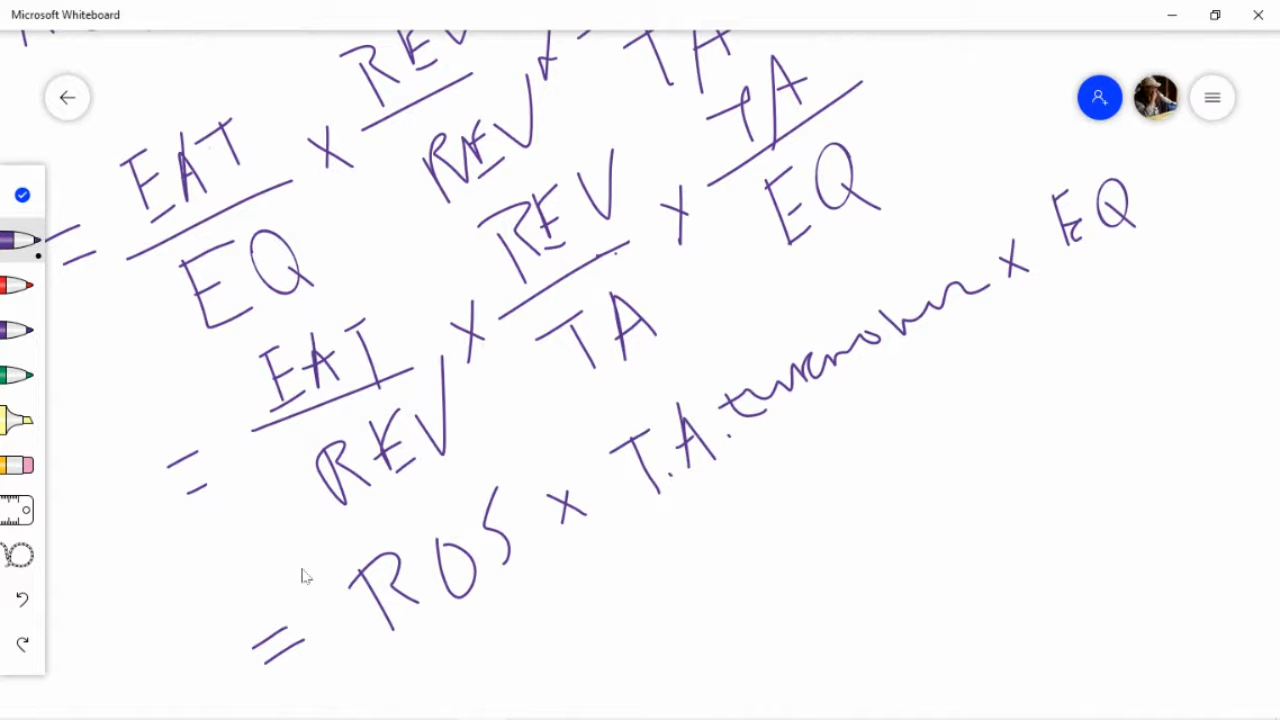 Microsoft Whiteboard
= EAT / EQ × REV / REV × TA / TA
= EAT / REV × REV / TA × TA / EQ
= ROS × T.A. turnover × EQ